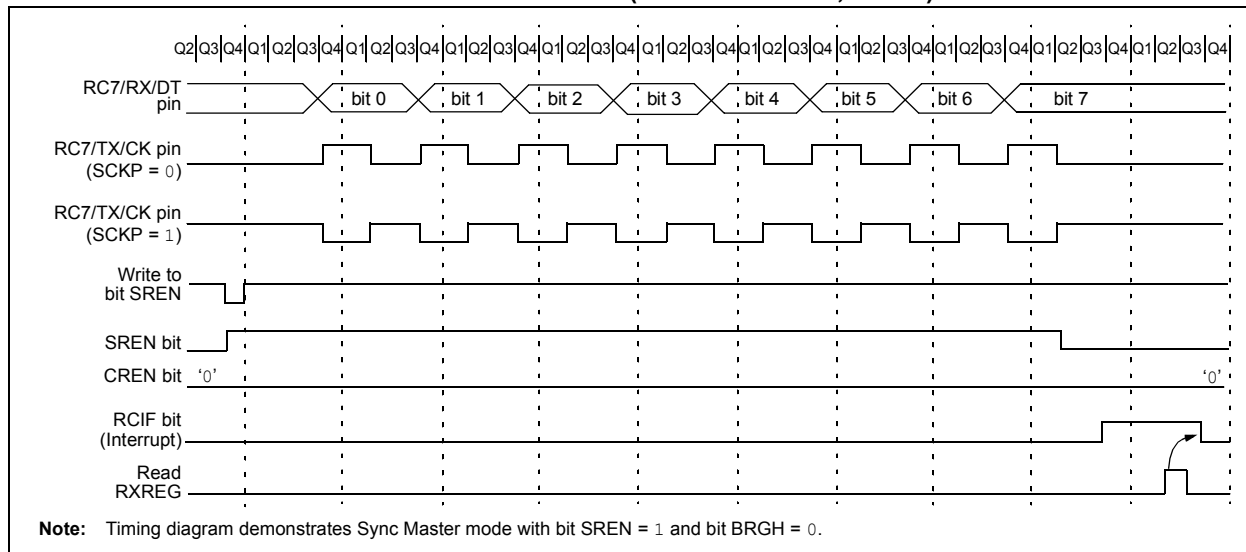 Q2 Q3 Q4 Q1 Q2 Q3 Q4 Q1 Q2 Q3 Q4 Q1 Q2 Q3 Q4 Q1 Q2 Q3 Q4 Q1 Q2 Q3 Q4 Q1 Q2 Q3 Q4 Q1 Q2 Q3 Q4 Q1 Q2 Q3 Q4 Q1 Q2 Q3 Q4 Q1 Q2 Q3 Q4
RC7/RX/DT
pin
bit 0 bit 1 bit 2 bit 3 bit 4 bit 5 bit 6 bit 7
RC7/TX/CK pin
(SCKP = 0)
RC7/TX/CK pin
(SCKP = 1)
Write to
bit SREN
SREN bit
CREN bit '0' '0'
RCIF bit
(Interrupt)
Read
RXREG
Note: Timing diagram demonstrates Sync Master mode with bit SREN = 1 and bit BRGH = 0.